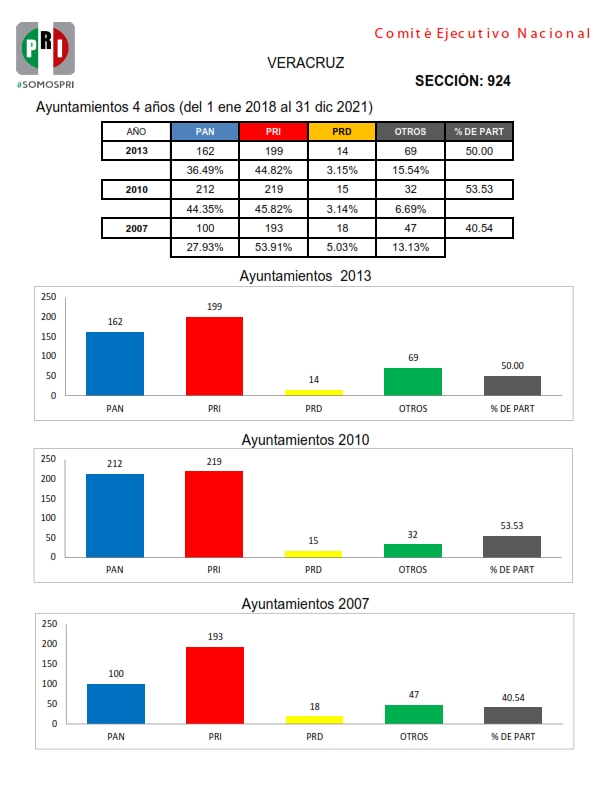 Comité Ejecutivo Nacional
PRI
#SOMOSPRI
VERACRUZ
SECCIÓN: 924
Ayuntamientos 4 años (del 1 ene 2018 al 31 dic 2021)
AÑO PAN PRI PRD OTROS % DE PART
2013 162 199 14 69 50.00
36.49% 44.82% 3.15% 15.54%
2010 212 219 15 32 53.53
44.35% 45.82% 3.14% 6.69%
2007 100 193 18 47 40.54
27.93% 53.91% 5.03% 13.13%
Ayuntamientos 2013
250
200
150
100
50
0
162 199 14 69 50.00
PAN PRI PRD OTROS % DE PART
Ayuntamientos 2010
250
200
150
100
50
0
212 219 15 32 53.53
PAN PRI PRD OTROS % DE PART
Ayuntamientos 2007
250
200
150
100
50
0
100 193 18 47 40.54
PAN PRI PRD OTROS % DE PART